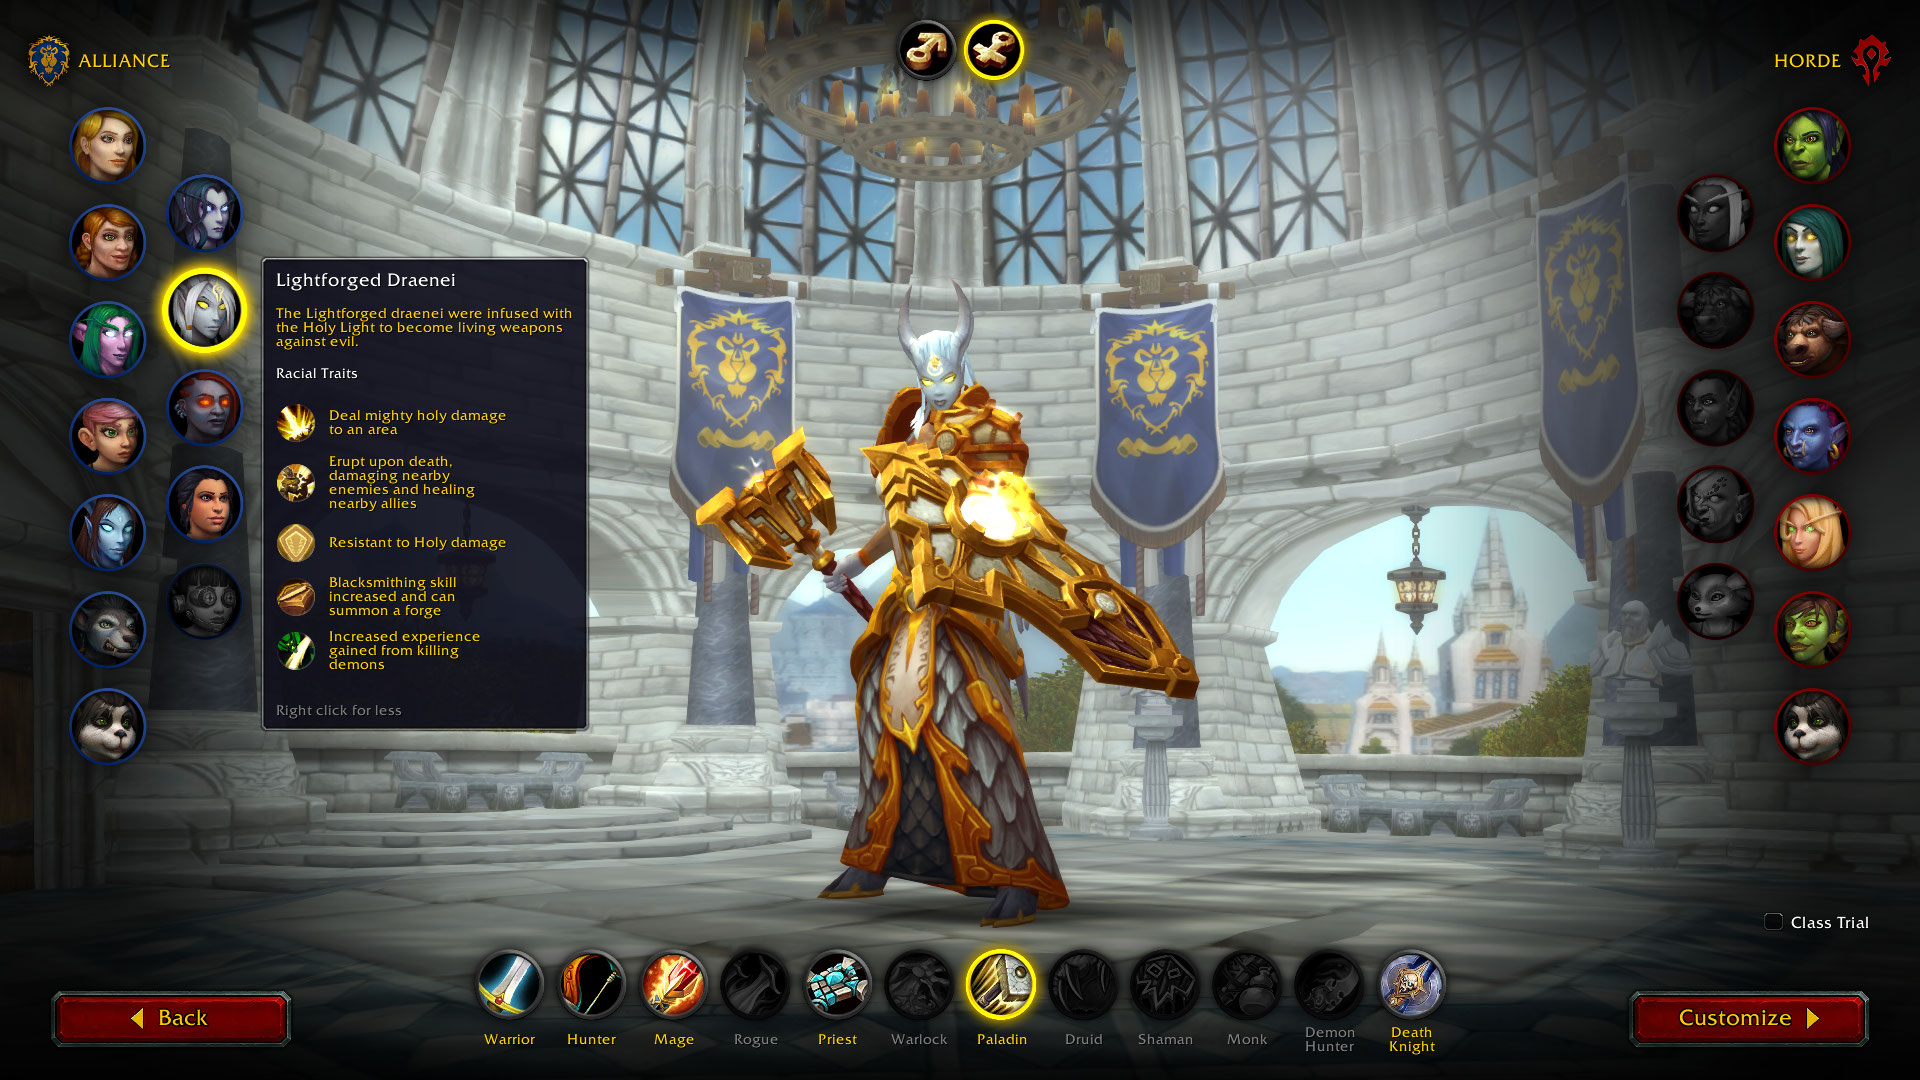 ALLIANCE
HORDE
Lightforged Draenei
The Lightforged draenei were infused with
the Holy Light to become living weapons
against evil.
Racial Traits
Deal mighty holy damage
to an area
Erupt upon death,
damaging nearby
enemies and healing
nearby allies
Resistant to Holy damage
Blacksmithing skill
increased and can
summon a forge
Increased experience
gained from killing
demons
Right click for less
Class Trial
Warrior
Hunter
Mage
Rogue
Priest
Warlock
Paladin
Druid
Shaman
Monk
Demon
Hunter
Death
Knight
Back
Customize